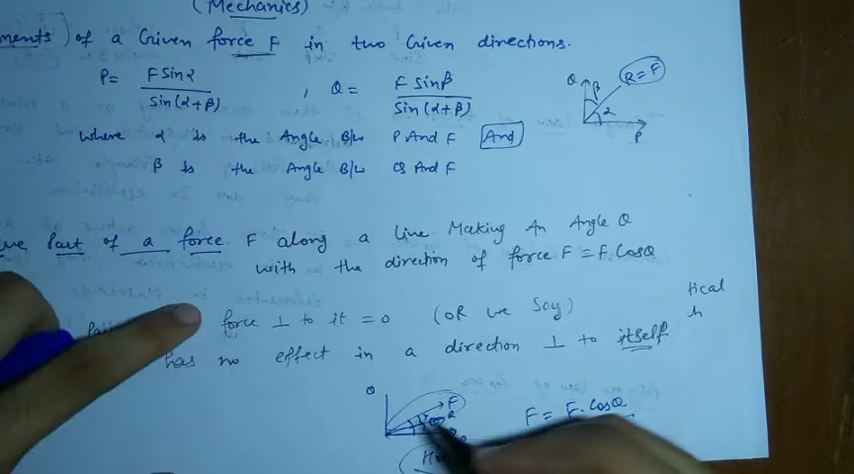 (Mechanics)
ments) of a Given force F in two Given directions.
P = F Sin α / Sin (α+β) , Q = F Sin β / Sin (α+β)
Q β R = F α P
where α is the Angle B/w P And F And
β is the Angle B/w Q And F
ve Part of a force F along a line Making An Angle θ
with the direction of force F = F. Cosθ
force ⊥ to it = 0 (OR we Say)
tical
has no effect in a direction ⊥ to itself
Q F R
F = F. cosθ